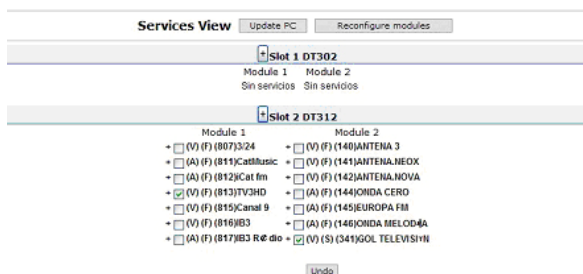 Services View Update PC Reconfigure modules
+ Slot 1 DT302
Module 1 Module 2
Sin servicios Sin servicios
+ Slot 2 DT312
Module 1 Module 2
+ (V) (F) (807)3/24 + (V) (F) (140)ANTENA 3
+ (A) (F) (811)CatMusic + (V) (F) (141)ANTENA.NEOX
+ (A) (F) (812)iCat fm + (V) (F) (142)ANTENA.NOVA
+ (V) (F) (813)TV3HD + (A) (F) (144)ONDA CERO
+ (V) (F) (815)Canal 9 + (A) (F) (145)EUROPA FM
+ (V) (F) (816)IB3 + (A) (F) (146)ONDA
+ (A) (F) (817)IB3 + (V) (S) (341)GOL
Undo